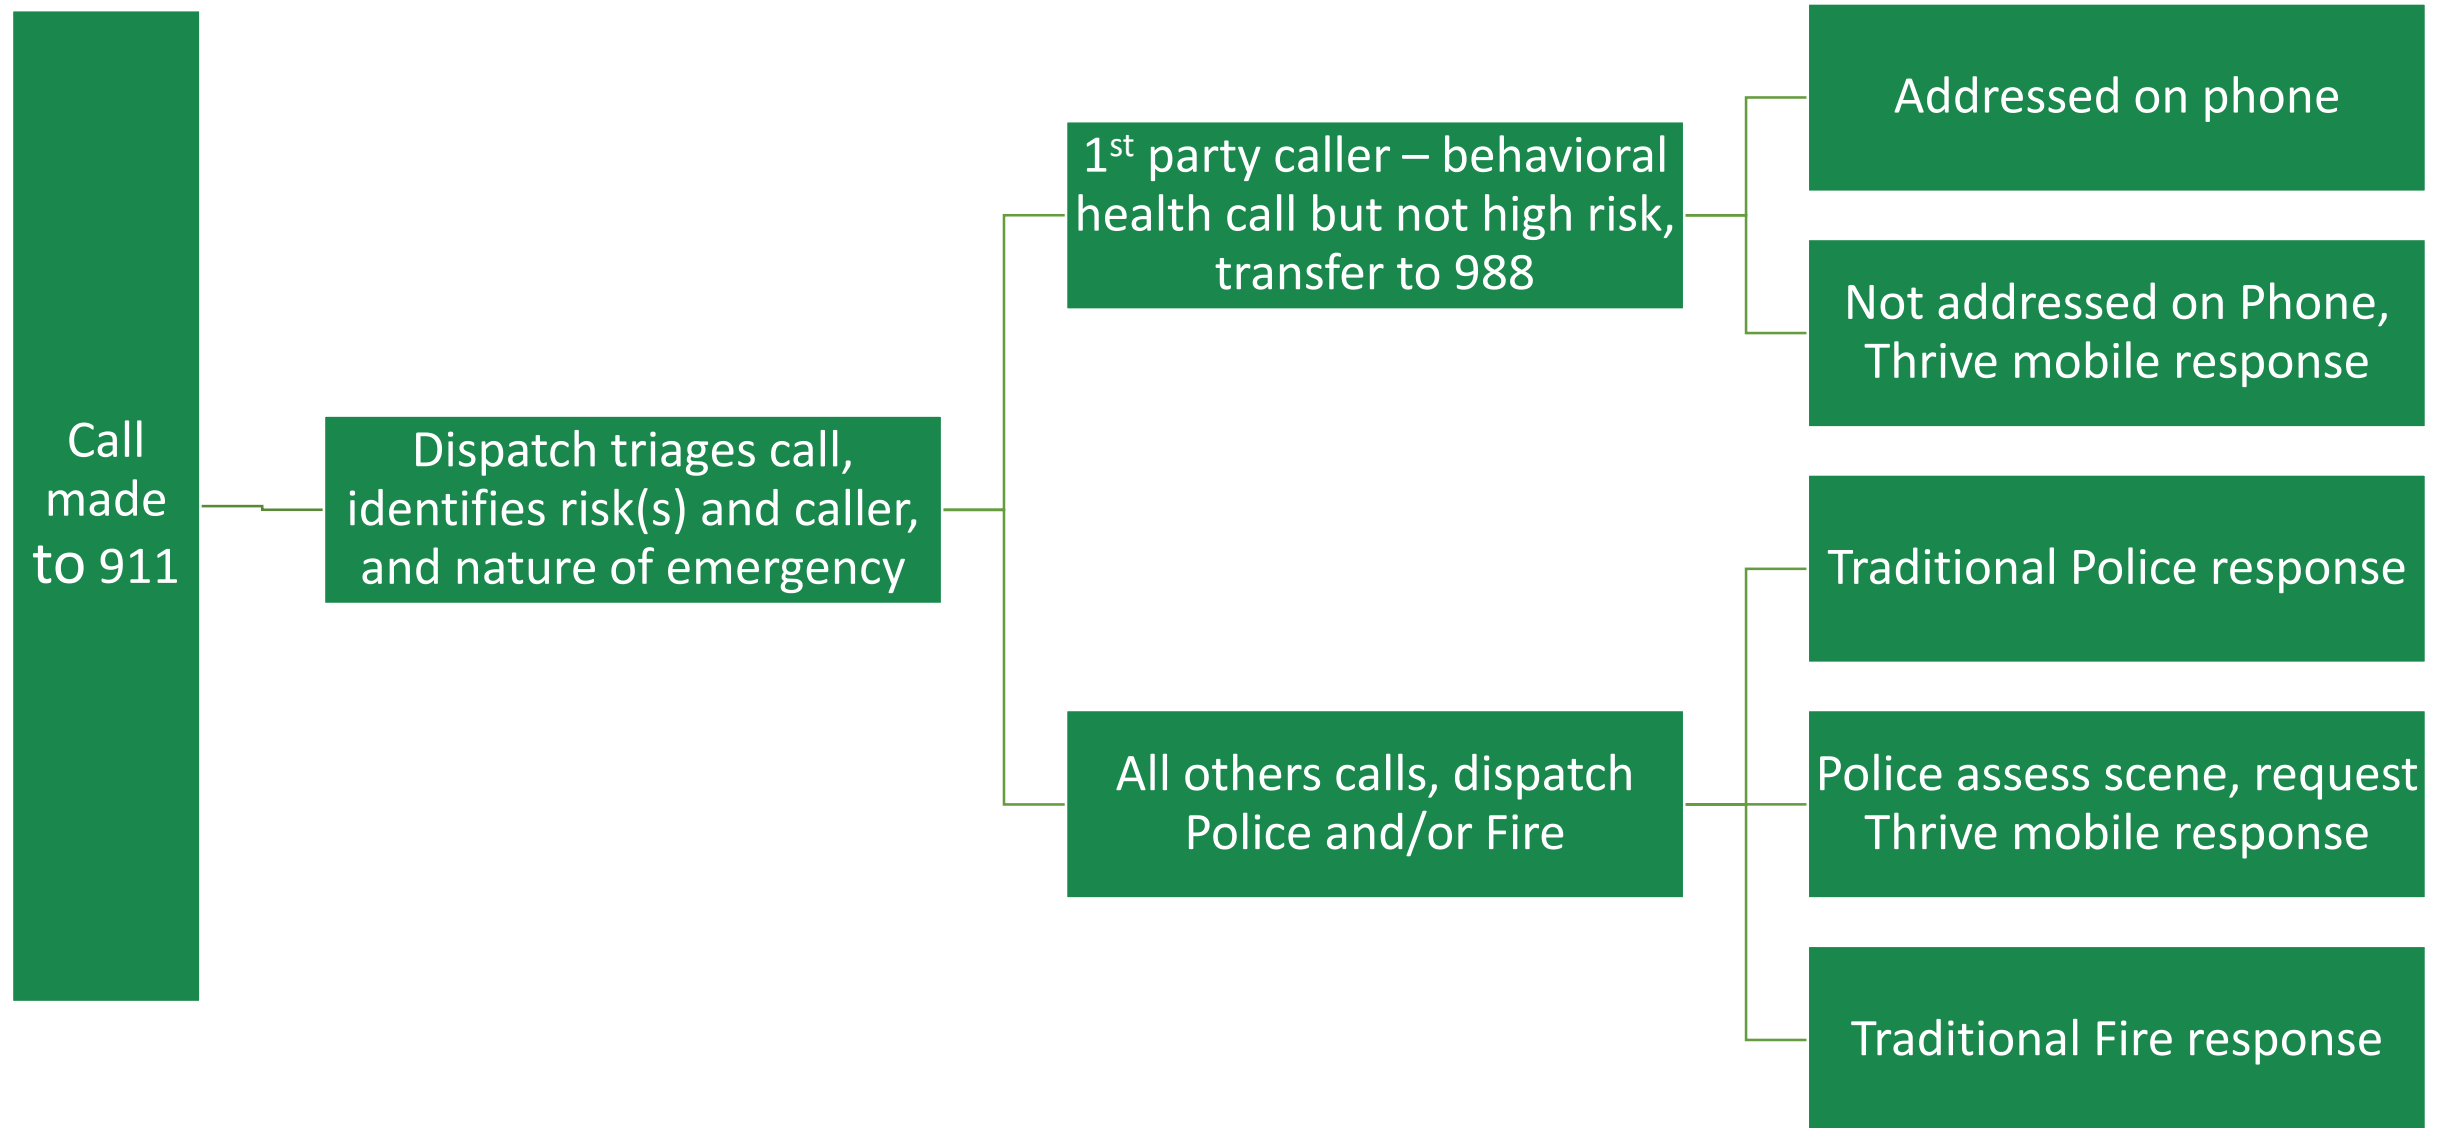 Call
made
to 911
Dispatch triages call,
identifies risk(s) and caller,
and nature of emergency
1st party caller – behavioral
health call but not high risk,
transfer to 988
Addressed on phone
Not addressed on Phone,
Thrive mobile response
All others calls, dispatch
Police and/or Fire
Traditional Police response
Police assess scene, request
Thrive mobile response
Traditional Fire response